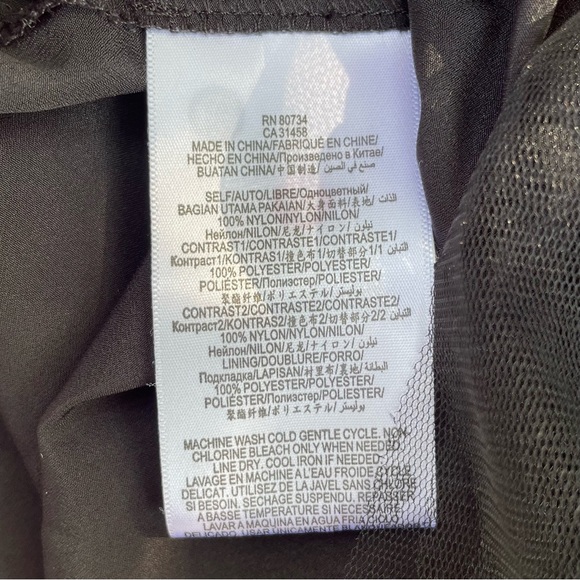 RN 80734
CA 31458
MADE IN CHINA/FABRIQUÉ EN CHINE/
HECHO EN CHINA/Произведено в Китае/
BUATAN CHINA/中国制造/ صنع في الصين
SELF/AUTO/LIBRE/Одноцветный/
BAGIAN UTAMA PAKAIAN/大身面料/表地/ الذات
100% NYLON/NYLON/NILON/
Нейлон/NILON/尼龙/ナイロン/ نيلون
CONTRAST1/CONTRASTE1/CONTRASTE1/
Контраст1/KONTRAS1/撞色布1/切替部分1/ التباين 1
100% POLYESTER/POLYESTER/
POLIÉSTER/Полиэстер/POLIESTER/
聚酯纤维/ポリエステル/ بوليستر
CONTRAST2/CONTRASTE2/CONTRASTE2/
Контраст2/KONTRAS2/撞色布2/切替部分2/ التباين 2
100% NYLON/NYLON/NILON/
Нейлон/NILON/尼龙/ナイロン/ نيلون
LINING/DOUBLURE/FORRO/
Подкладка/LAPISAN/衬里布/裏地/ البطانة
100% POLYESTER/POLYESTER/
POLIÉSTER/Полиэстер/POLIESTER/
聚酯纤维/ポリエステル/ بوليستر
MACHINE WASH COLD GENTLE CYCLE. NON-
CHLORINE BLEACH ONLY WHEN NEEDED.
LINE DRY. COOL IRON IF NEEDED.
LAVAGE EN MACHINE A L'EAU FROIDE /CYCLE
DELICAT. UTILISEZ DE LA JAVEL SANS CHLORE
SI BESOIN. SECHAGE SUSPENDU. REPASSER
A BASSE TEMPERATURE SI NECESSAIRE
LAVAR A MAQUINA EN AGUA FRIA CICLO
DELICADO. USAR BLANQUEADOR SIN